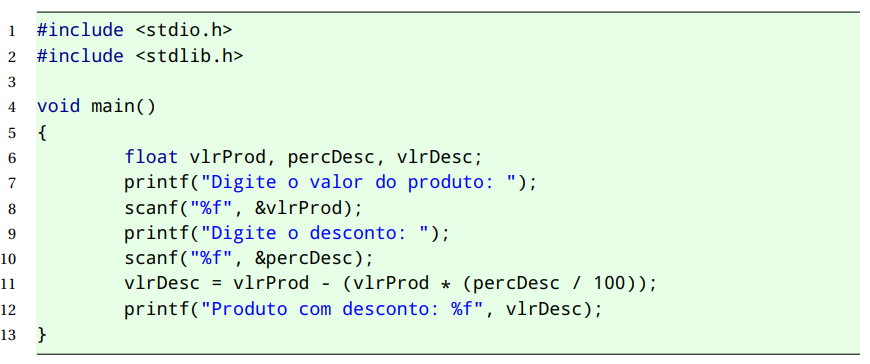 1 #include <stdio.h>
2 #include <stdlib.h>
3
4 void main()
5 {
6 float vlrProd, percDesc, vlrDesc;
7 printf("Digite o valor do produto: ");
8 scanf("%f", &vlrProd);
9 printf("Digite o desconto: ");
10 scanf("%f", &percDesc);
11 vlrDesc = vlrProd - (vlrProd * (percDesc / 100));
12 printf("Produto com desconto: %f", vlrDesc);
13 }